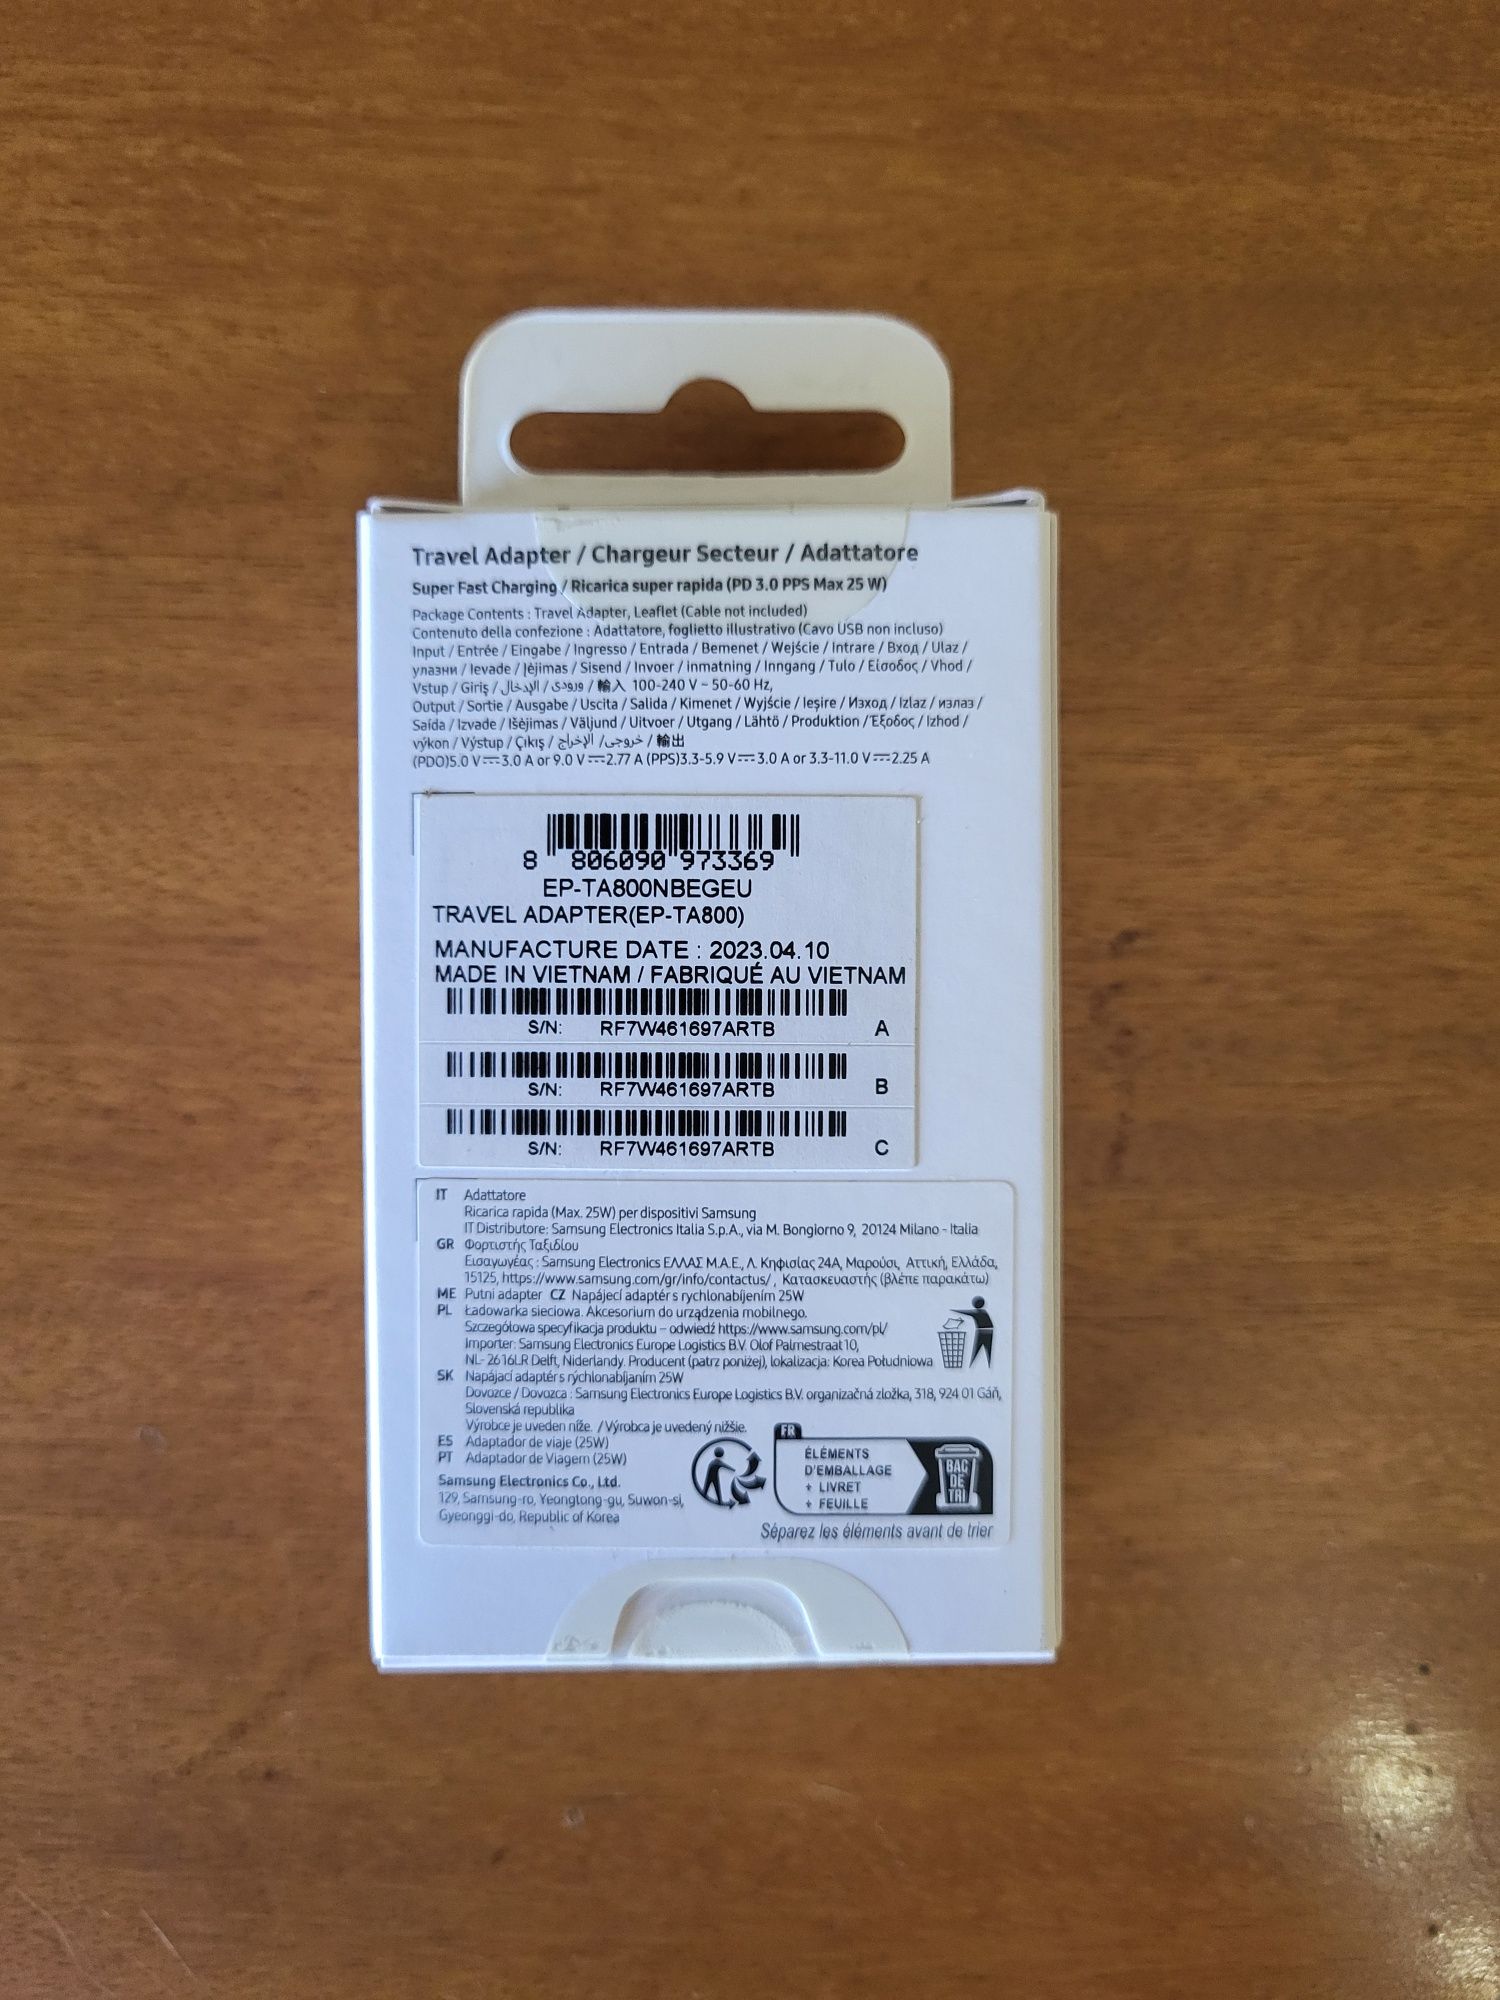 Travel Adapter / Chargeur Secteur / Adattatore
Super Fast Charging / Ricarica super rapida (PD 3.0 PPS Max 25 W)
Package Contents : Travel Adapter, Leaflet (Cable not included)
Contenuto della confezione : Adattatore, foglietto illustrativo (Cavo USB non incluso)
Input / Entrée / Eingabe / Ingresso / Entrada / Bemenet / Wejście / Intrare / Вход / Ulaz /
улазни / Ievade / Įėjimas / Sisend / Invoer / inmatning / Inngang / Tulo / Είσοδος / Vhod /
Vstup / Giriş / الإدخال / ورودی / 輸入 100-240 V ~ 50-60 Hz,
Output / Sortie / Ausgabe / Uscita / Salida / Kimenet / Wyjście / Ieşire / Изход / Izlaz / излаз /
Saída / Izvade / Išėjimas / Väljund / Uitvoer / Utgang / Lähtö / Produktion / Έξοδος / Izhod /
výkon / Výstup / Çıkış / الإخراج / خروجی / 輸出
(PDO)5.0 V⎓3.0 A or 9.0 V⎓2.77 A (PPS)3.3-5.9 V⎓3.0 A or 3.3-11.0 V⎓2.25 A
8 806090 973369
EP-TA800NBEGEU
TRAVEL ADAPTER(EP-TA800)
MANUFACTURE DATE : 2023.04.10
MADE IN VIETNAM / FABRIQUÉ AU VIETNAM
S/N: RF7W461697ARTB A
S/N: RF7W461697ARTB B
S/N: RF7W461697ARTB C
IT Adattatore
Ricarica rapida (Max. 25W) per dispositivi Samsung
IT Distributore: Samsung Electronics Italia S.p.A., via M. Bongiorno 9, 20124 Milano - Italia
GR Φορτιστής Ταξιδίου
Εισαγωγέας : Samsung Electronics ΕΛΛΑΣ Μ.Α.Ε., Λ. Κηφισίας 24Α, Μαρούσι, Αττική, Ελλάδα,
15125, https://www.samsung.com/gr/info/contactus/ , Κατασκευαστής (βλέπε παρακάτω)
ME Putni adapter CZ Napájecí adaptér s rychlonabíjením 25W
PL Ładowarka sieciowa. Akcesorium do urządzenia mobilnego.
Szczegółowa specyfikacja produktu – odwiedź https://www.samsung.com/pl/
Importer: Samsung Electronics Europe Logistics B.V. Olof Palmestraat 10,
NL- 2616LR Delft, Niderlandy. Producent (patrz poniżej), lokalizacja: Korea Południowa
SK Napájací adaptér s rýchlonabíjaním 25W
Dovozce / Dovozca : Samsung Electronics Europe Logistics B.V. organizačná zložka, 318, 924 01 Gáň,
Slovenská republika
Výrobce je uveden níže. / Výrobca je uvedený nižšie.
ES Adaptador de viaje (25W)
PT Adaptador de Viagem (25W)
Samsung Electronics Co., Ltd.
129, Samsung-ro, Yeongtong-gu, Suwon-si,
Gyeonggi-do, Republic of Korea
FR
ÉLÉMENTS
D'EMBALLAGE
+ LIVRET
+ FEUILLE
BAC
DE
TRI
Séparez les éléments avant de trier